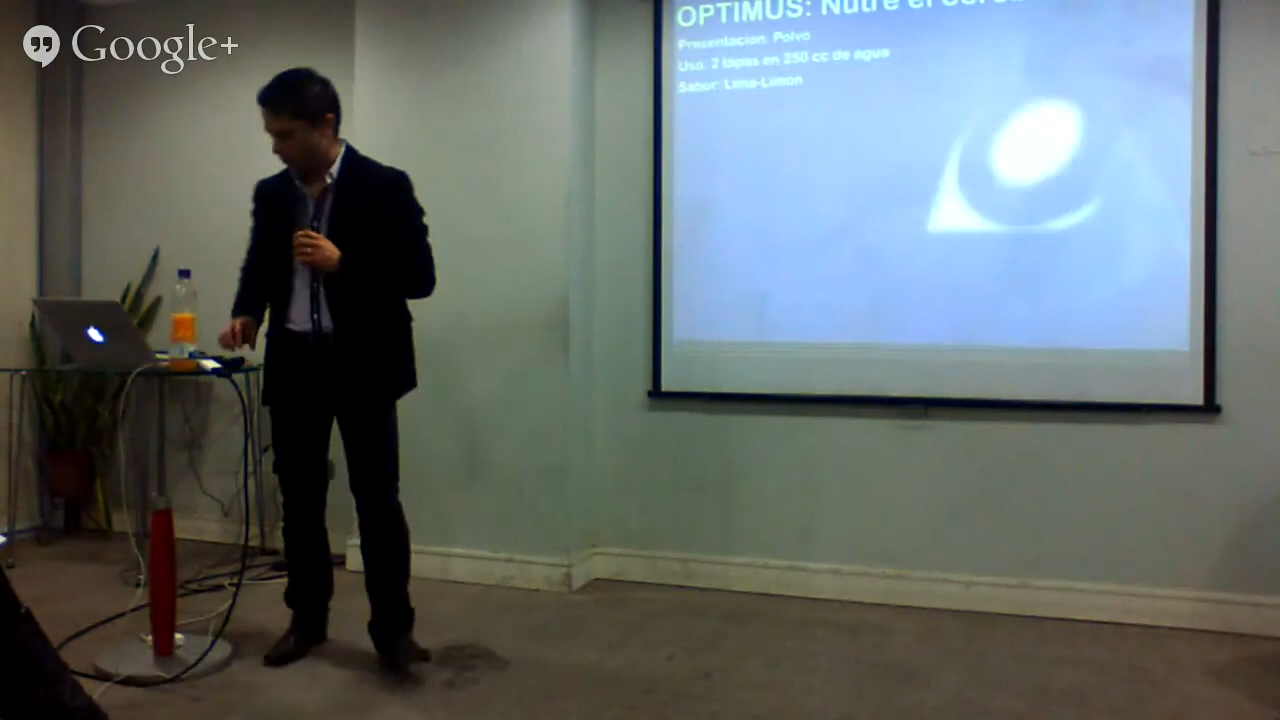 Google+
OPTIMUS: Nutre el
Presentacion: Polvo
Uso: 2 tapas en 250 cc de agua
Sabor: Lima-Limon